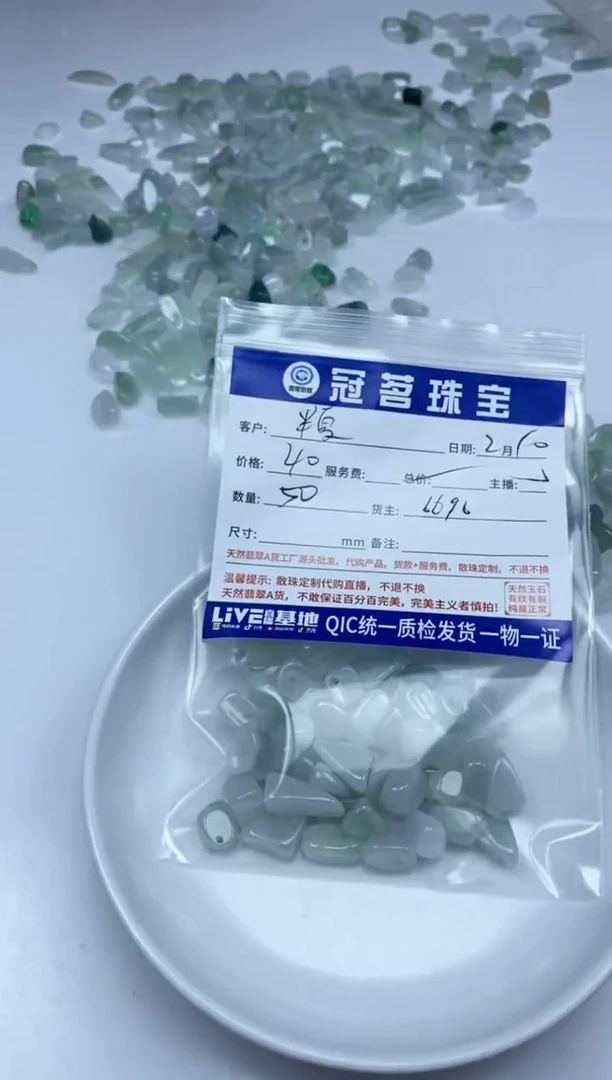 冠茗珠宝
客户: 半夏 日期: 2月10
价格: 40 服务费: 总价: 主播:
数量: 50 货主: 6696
尺寸: mm 备注:
天然翡翠A货工厂源头批发,代购产品,货款+服务费,散珠定制,不退不换
温馨提示: 散珠定制代购直播,不退不换
天然翡翠A货,不敢保证百分百完美,完美主义者慎拍!
天然玉石
有纹有裂
纯属正常
LIVE 基地 QIC统一质检发货 一物一证